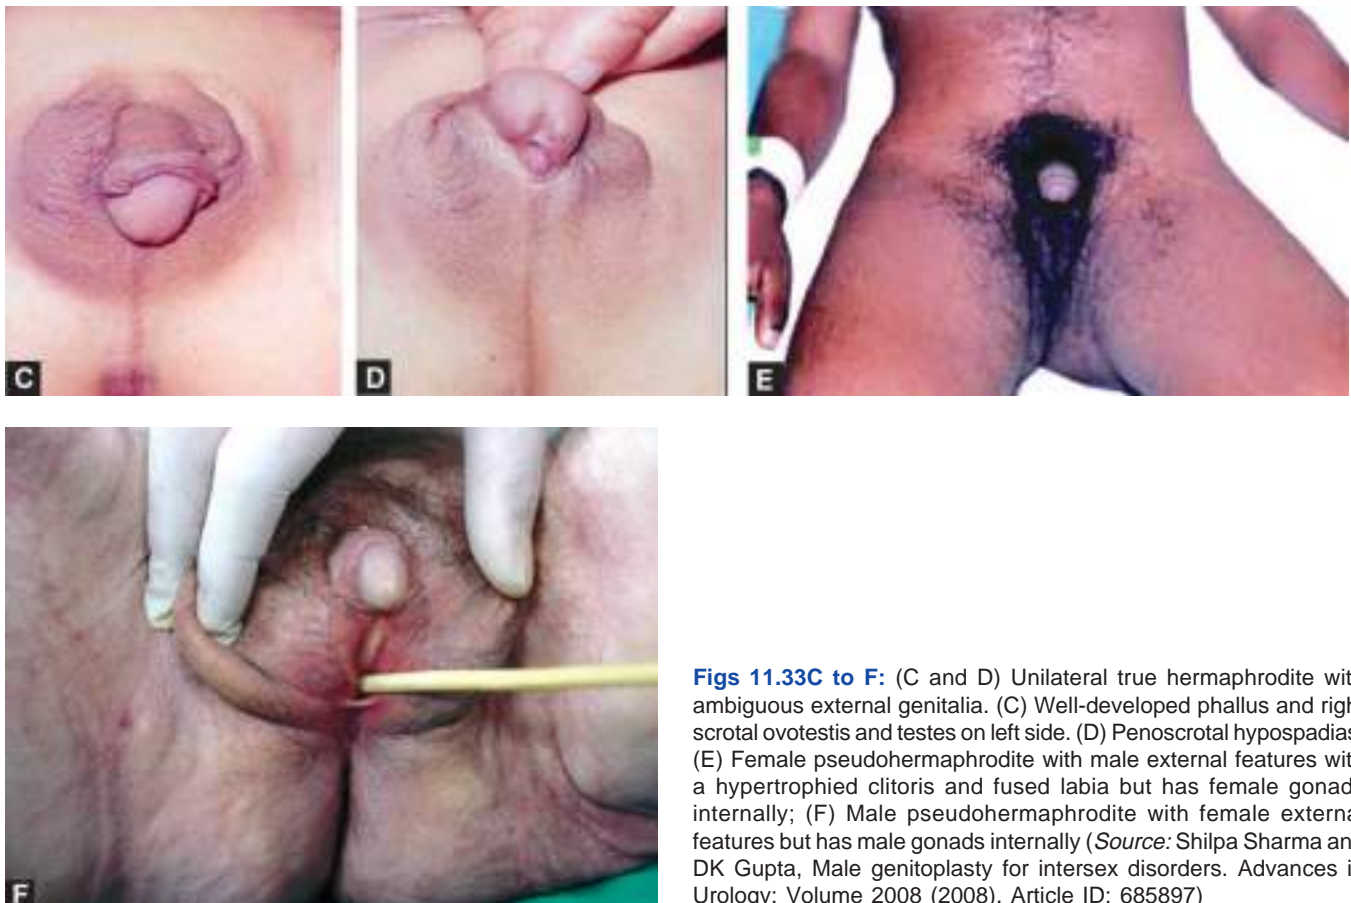 C
D
E
F
Figs 11.33C to F: (C and D) Unilateral true hermaphrodite wit
ambiguous external genitalia. (C) Well-developed phallus and righ
scrotal ovotestis and testes on left side. (D) Penoscrotal hypospadias
(E) Female pseudohermaphrodite with male external features wit
a hypertrophied clitoris and fused labia but has female gonad
internally; (F) Male pseudohermaphrodite with female externa
features but has male gonads internally (Source: Shilpa Sharma an
DK Gupta, Male genitoplasty for intersex disorders. Advances i
Urology: Volume 2008 (2008), Article ID: 685897)